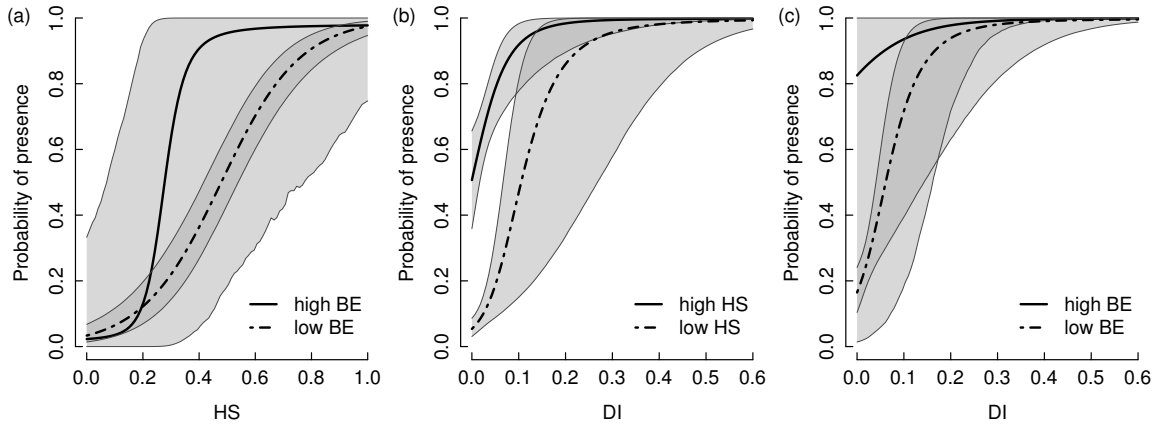 (a)
Probability of presence
1.0
0.8
0.6
0.4
0.2
0.0
high BE
low BE
0.0 0.2 0.4 0.6 0.8 1.0
HS
(b)
Probability of presence
1.0
0.8
0.6
0.4
0.2
0.0
high HS
low HS
0.0 0.1 0.2 0.3 0.4 0.5 0.6
DI
(c)
Probability of presence
1.0
0.8
0.6
0.4
0.2
0.0
high BE
low BE
0.0 0.1 0.2 0.3 0.4 0.5 0.6
DI